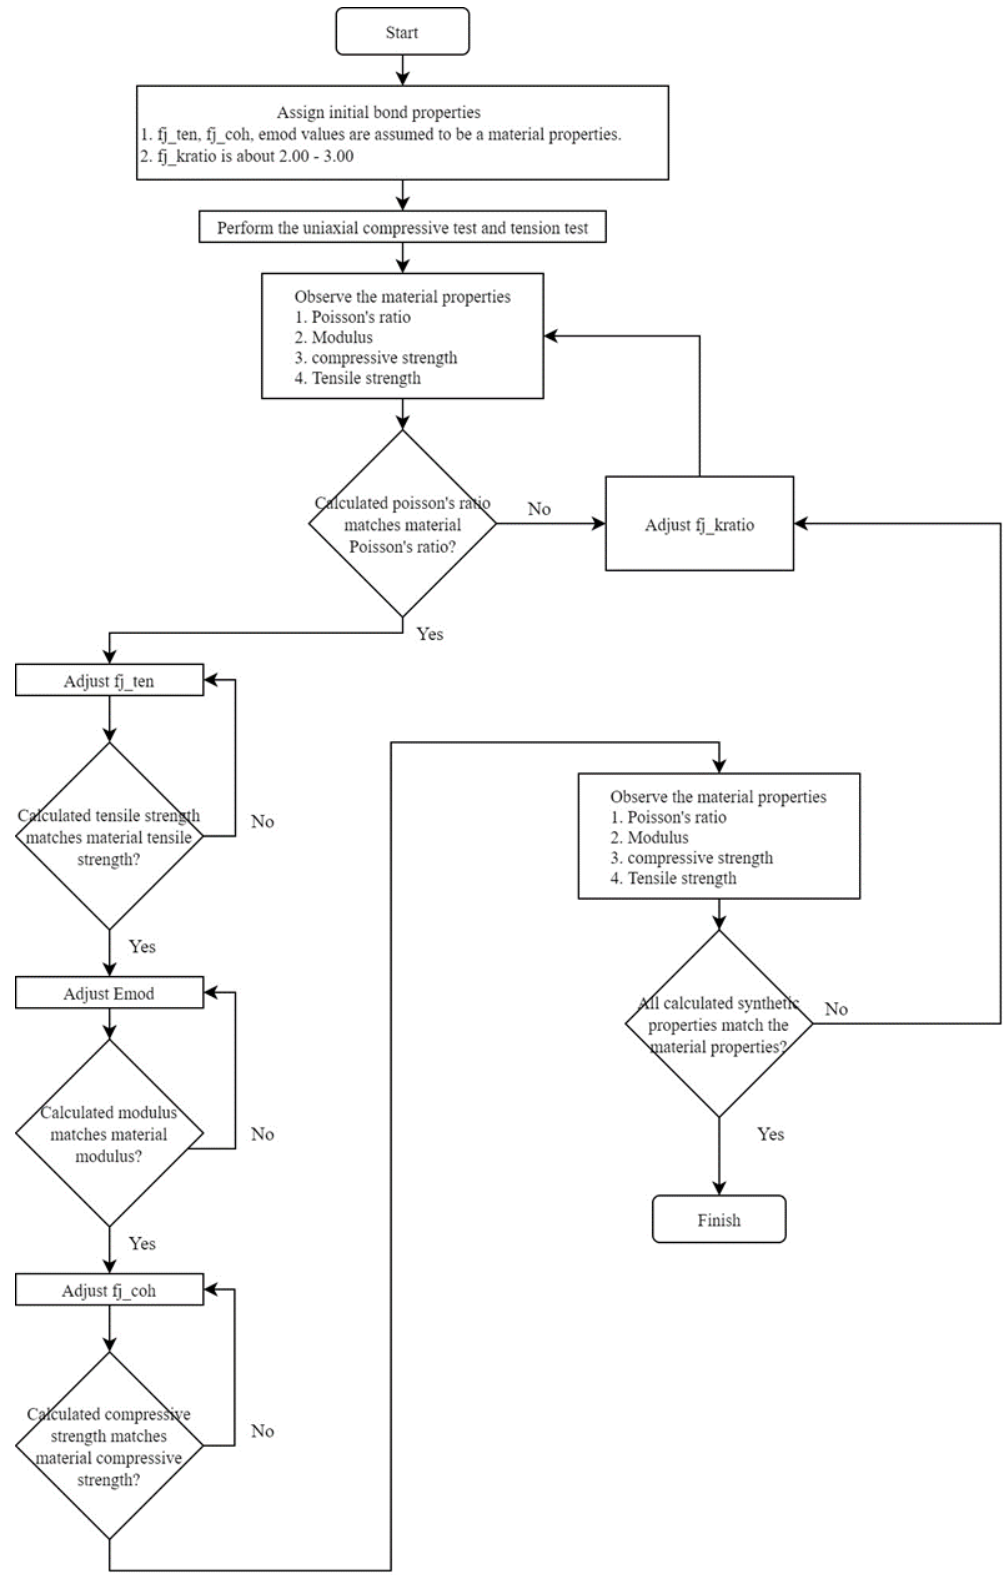 Start
Assign initial bond properties
1. fj_ten, fj_coh, emod values are assumed to be a material properties.
2. fj_kratio is about 2.00 - 3.00
Perform the uniaxial compressive test and tension test
Observe the material properties
1. Poisson's ratio
2. Modulus
3. compressive strength
4. Tensile strength
Calculated poisson's ratio
matches material
Poisson's ratio?
No
Adjust fj_kratio
Yes
Adjust fj_ten
Calculated tensile strength
matches material tensile
strength?
No
Yes
Adjust Emod
Calculated modulus
matches material
modulus?
No
Yes
Adjust fj_coh
Calculated compressive
strength matches
material compressive
strength?
No
Observe the material properties
1. Poisson's ratio
2. Modulus
3. compressive strength
4. Tensile strength
All calculated synthetic
properties match the
material properties?
No
Yes
Finish